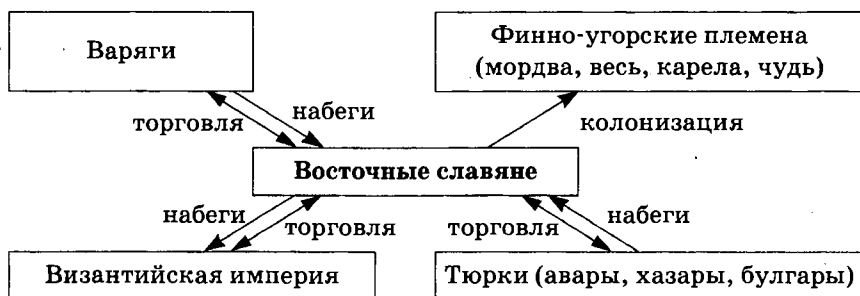 Варяги
Финно-угорские племена
(мордва, весь, карела, чудь)
набеги
торговля
колонизация
Восточные славяне
набеги
торговля
торговля
набеги
Византийская империя
Тюрки (авары, хазары, булгары)